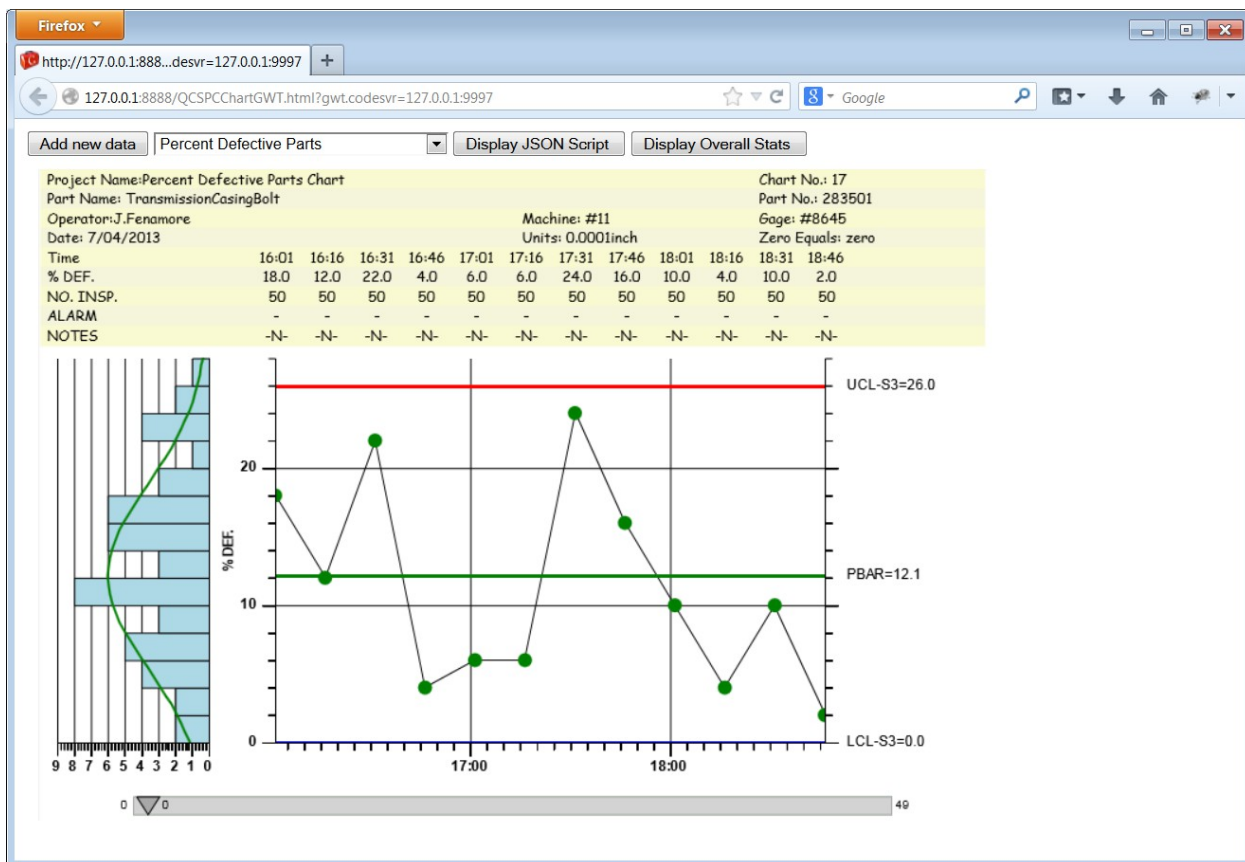 Firefox
http://127.0.0.1:888...desvr=127.0.0.1:9997 +
127.0.0.1:8888/QCSPCChartGWT.html?gwt.codesvr=127.0.0.1:9997 8 Google
Add new data Percent Defective Parts Display JSON Script Display Overall Stats
Project Name:Percent Defective Parts Chart Chart No.: 17
Part Name: TransmissionCasingBolt Part No.: 283501
Operator:J.Fenamore Machine: #11 Gage: #8645
Date: 7/04/2013 Units: 0.0001inch Zero Equals: zero
Time 16:01 16:16 16:31 16:46 17:01 17:16 17:31 17:46 18:01 18:16 18:31 18:46
% DEF. 18.0 12.0 22.0 4.0 6.0 6.0 24.0 16.0 10.0 4.0 10.0 2.0
NO. INSP. 50 50 50 50 50 50 50 50 50 50 50 50
ALARM - - - - - - - - - - - -
NOTES -N- -N- -N- -N- -N- -N- -N- -N- -N- -N- -N- -N-
UCL-S3=26.0
20
% DEF.
PBAR=12.1
10
0 LCL-S3=0.0
9 8 7 6 5 4 3 2 1 0 17:00 18:00
0 0 49